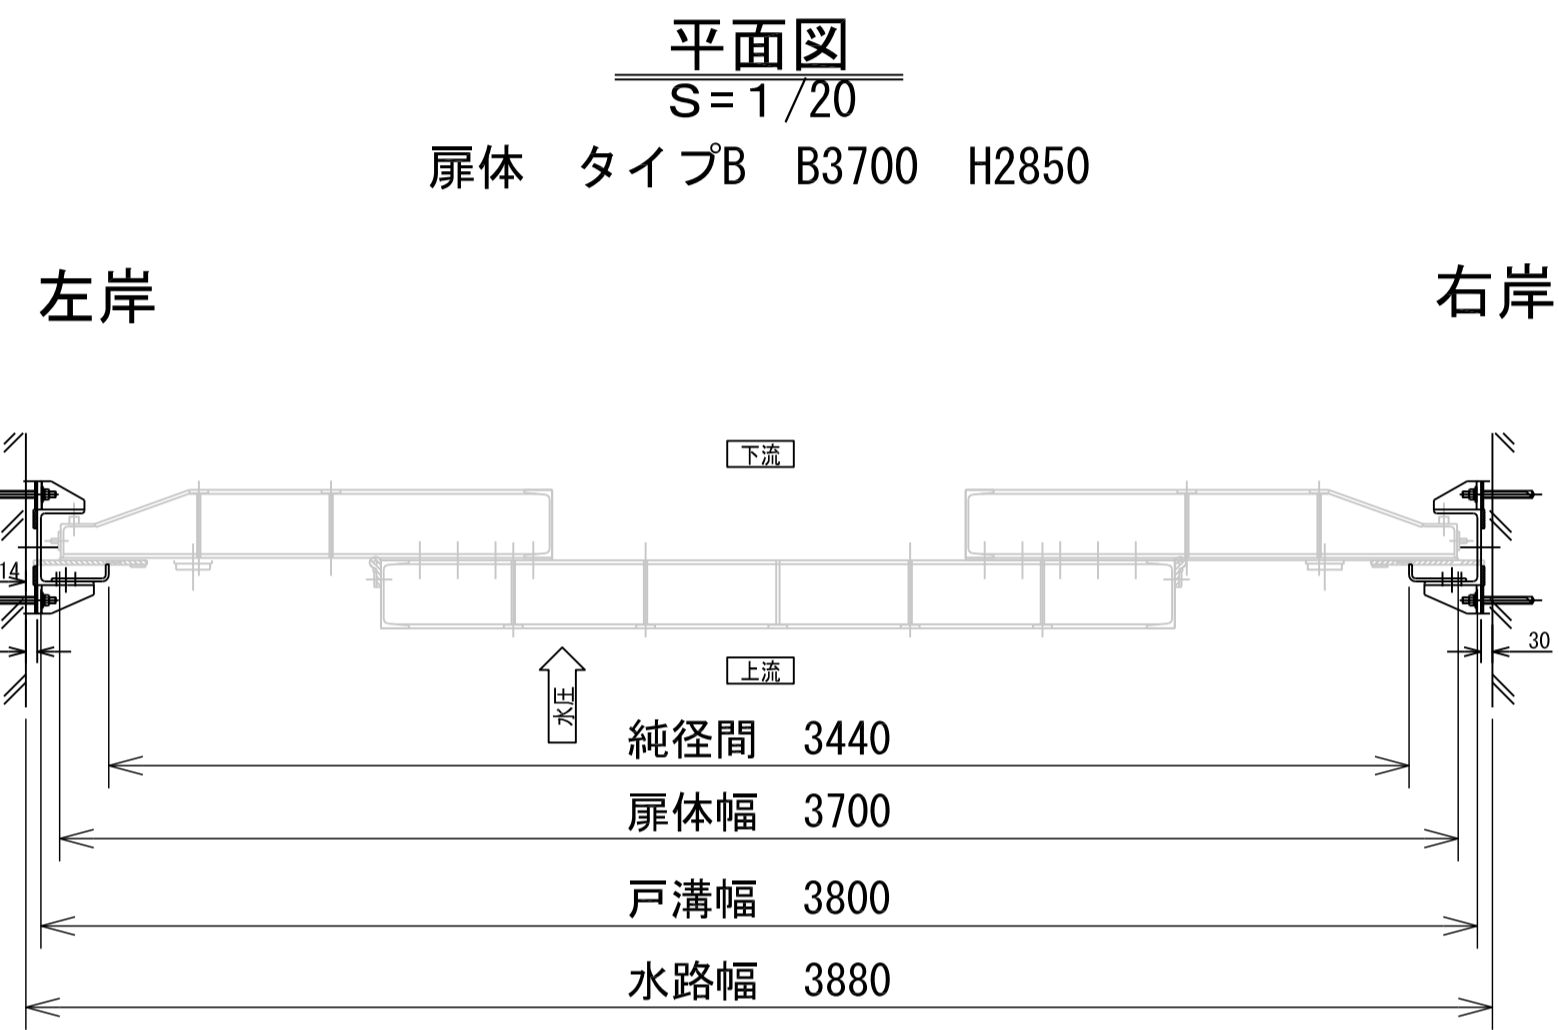 平面図
S=1/20
扉体　タイプB　B3700　H2850
左岸
右岸
下流
14
30
上流
水圧
純径間　3440
扉体幅　3700
戸溝幅　3800
水路幅　3880